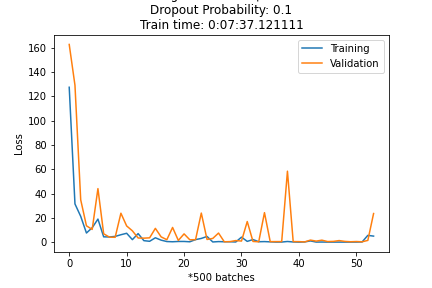 Dropout Probability: 0.1
Train time: 0:07:37.121111
160
140
120
100
80
60
40
20
0
Loss
Training
Validation
0 10 20 30 40 50
*500 batches